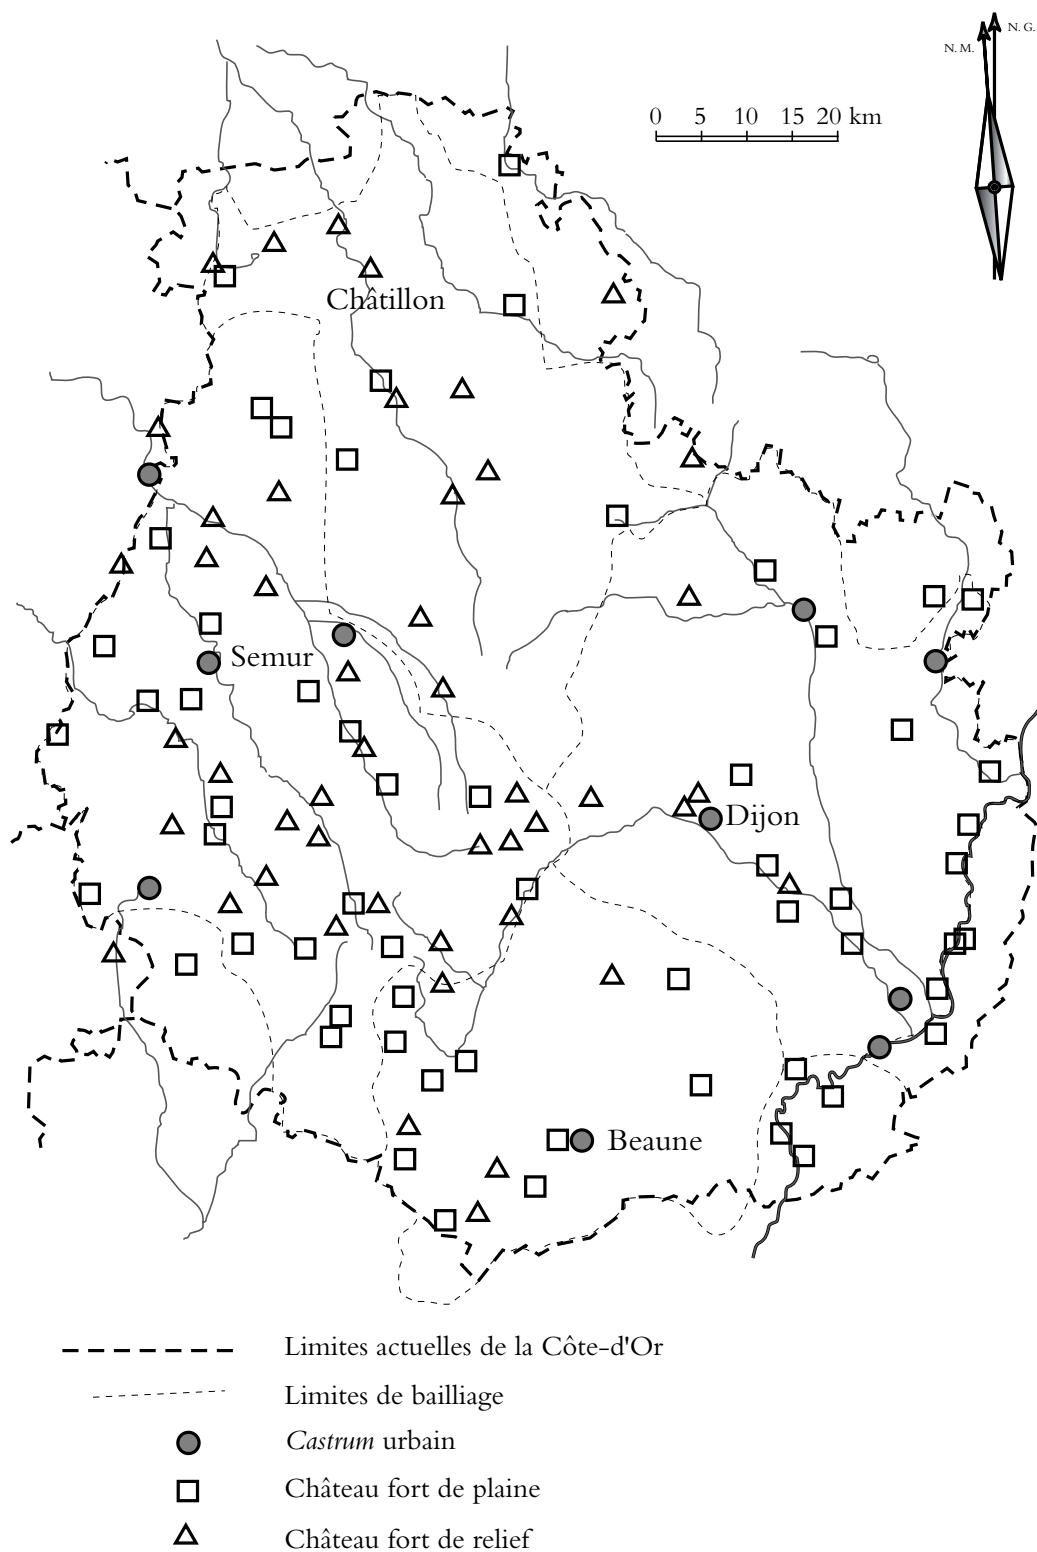 N. G.
N. M.
0 5 10 15 20 km
Châtillon
Semur
Dijon
Beaune
Limites actuelles de la Côte-d'Or
Limites de bailliage
Castrum urbain
Château fort de plaine
Château fort de relief